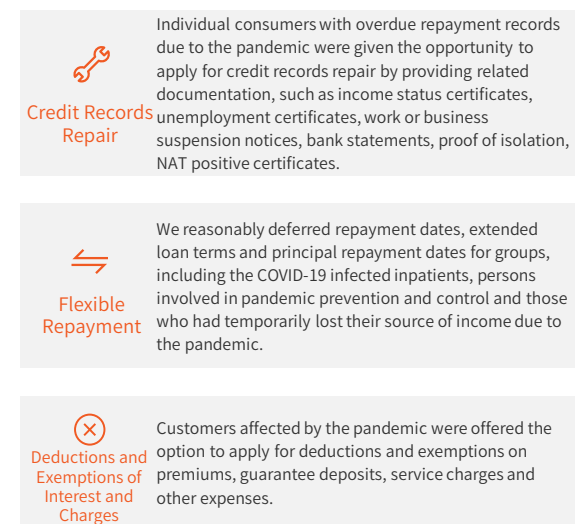 Individual consumers with overdue repayment records
due to the pandemic were given the opportunity to
apply for credit records repair by providing related
documentation, such as income status certificates,
unemployment certificates, work or business
suspension notices, bank statements, proof of isolation,
NAT positive certificates.
Credit Records
Repair
We reasonably deferred repayment dates, extended
loan terms and principal repayment dates for groups,
including the COVID-19 infected inpatients, persons
involved in pandemic prevention and control and those
who had temporarily lost their source of income due to
the pandemic.
Flexible
Repayment
Customers affected by the pandemic were offered the
option to apply for deductions and exemptions on
premiums, guarantee deposits, service charges and
other expenses.
Deductions and
Exemptions of
Interest and
Charges